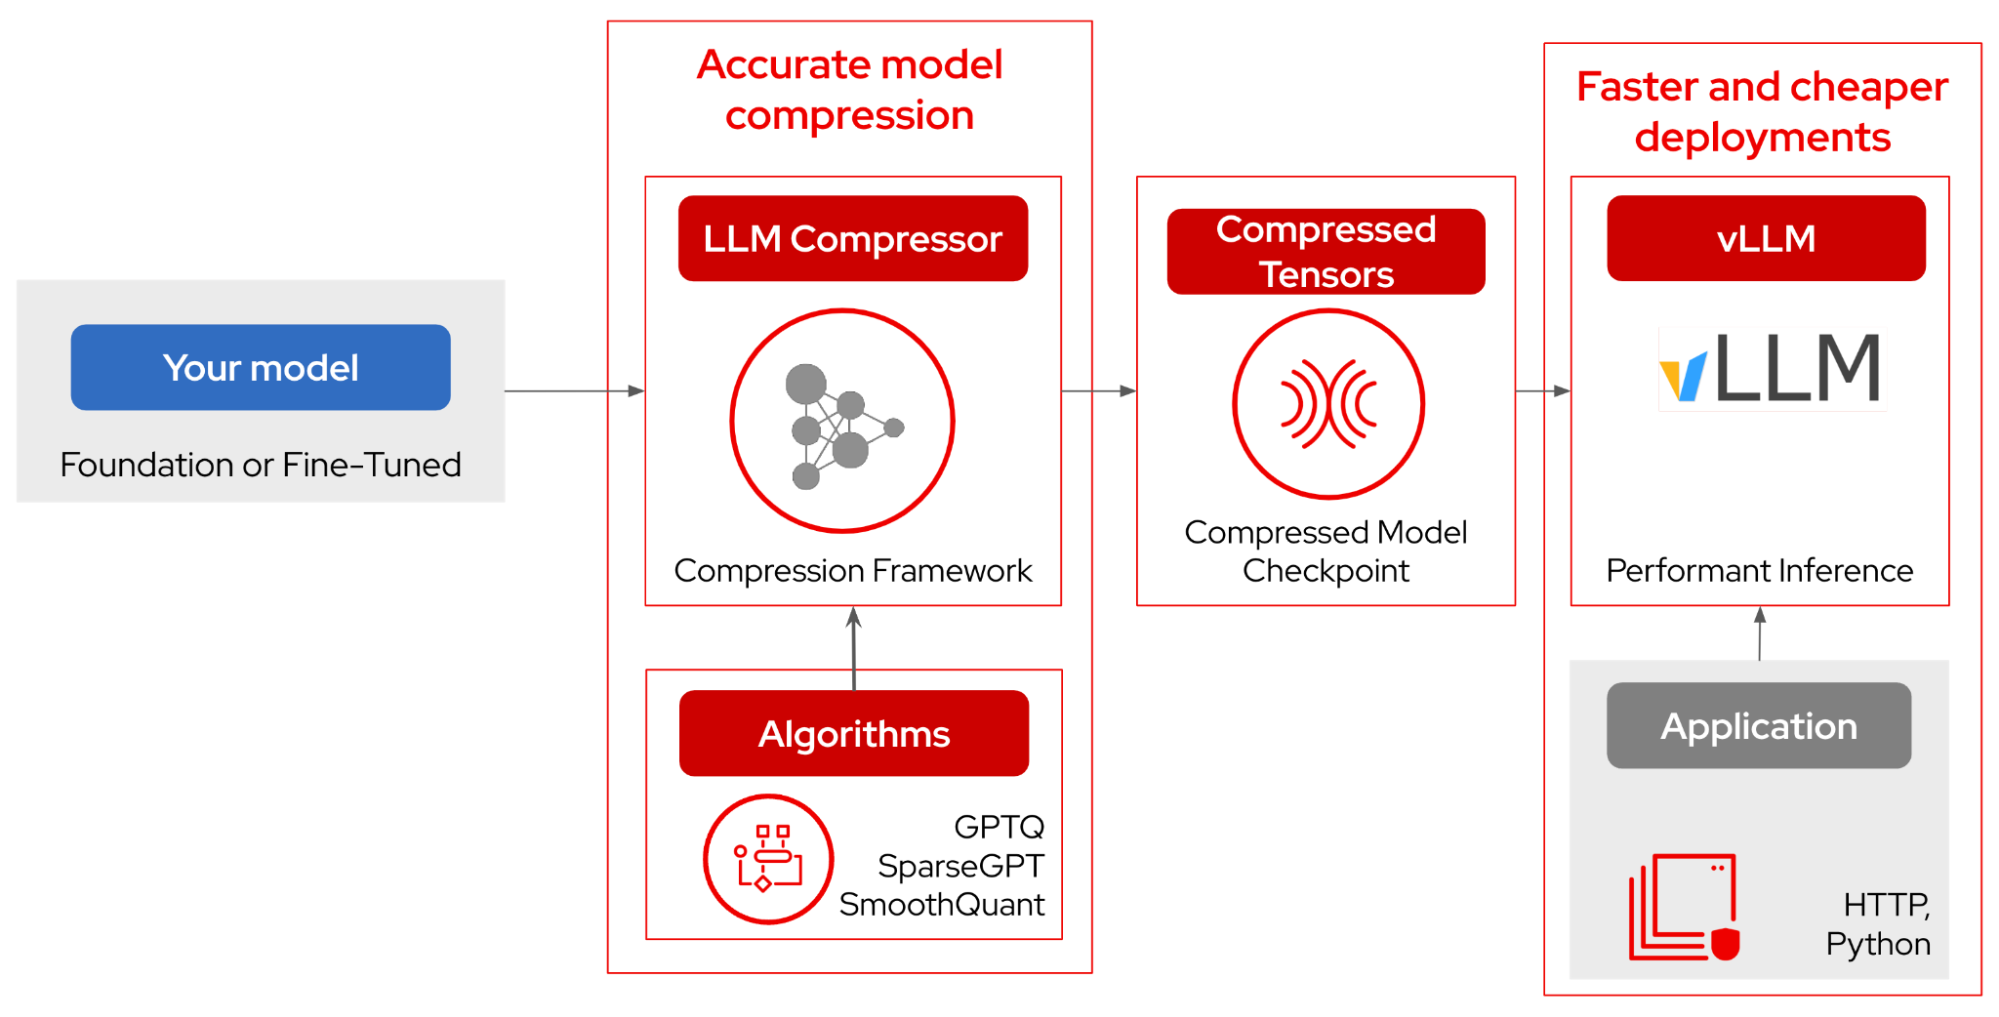 Accurate model
compression
Faster and cheaper
deployments
Your model
Foundation or Fine-Tuned
LLM Compressor
Compression Framework
Algorithms
GPTQ
SparseGPT
SmoothQuant
Compressed
Tensors
Compressed Model
Checkpoint
vLLM
vLLM
Performant Inference
Application
HTTP,
Python